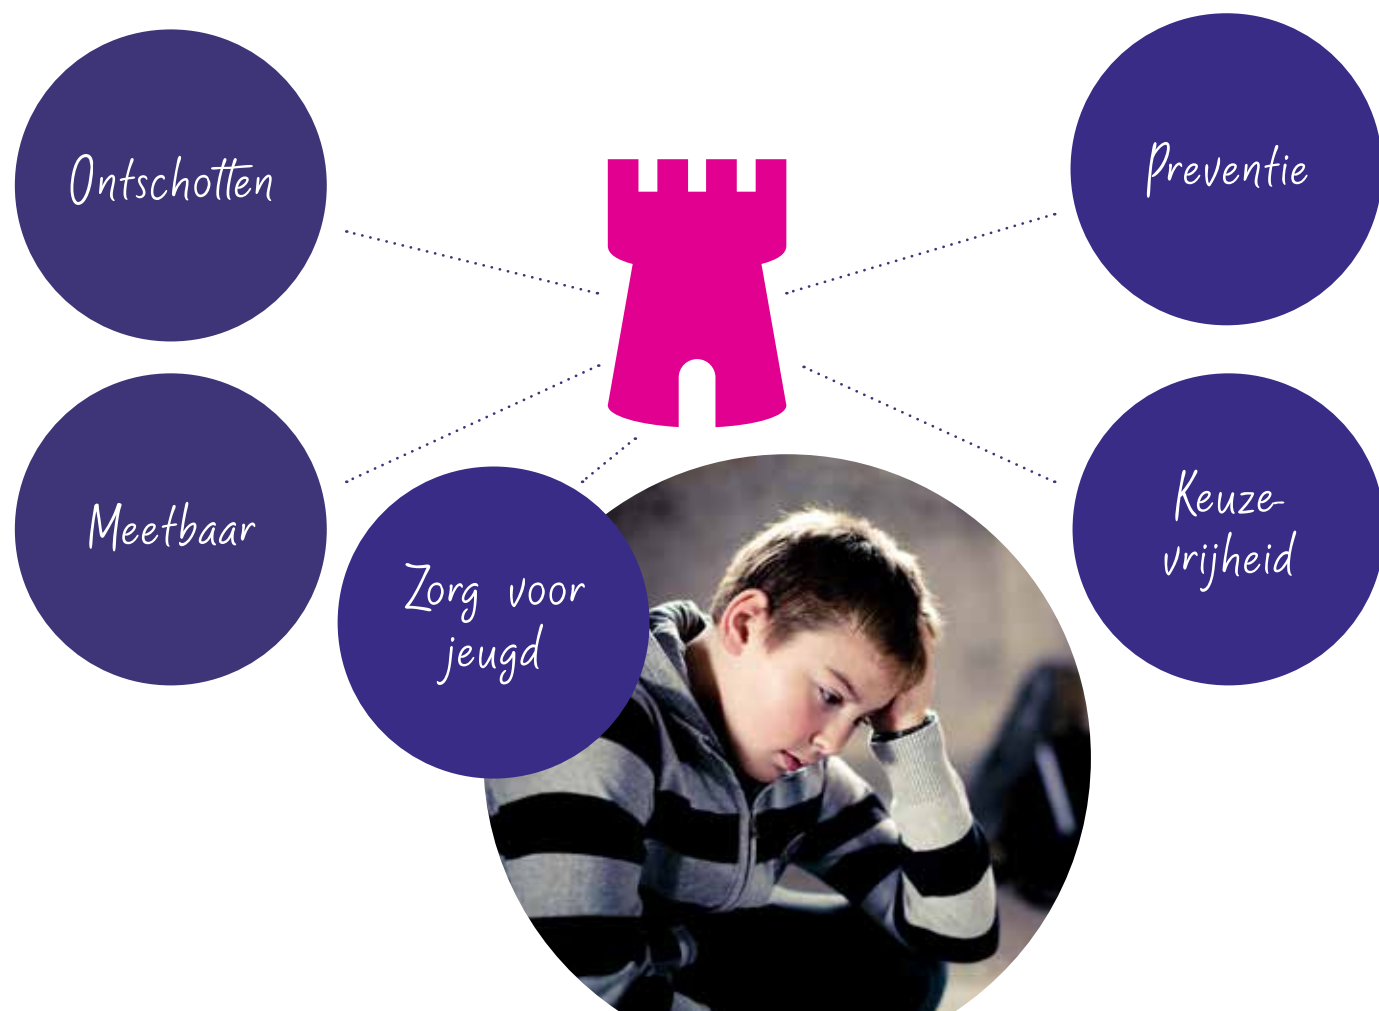 Ontschotten
Preventie
Meetbaar
Keuze-
vrijheid
Zorg voor
jeugd